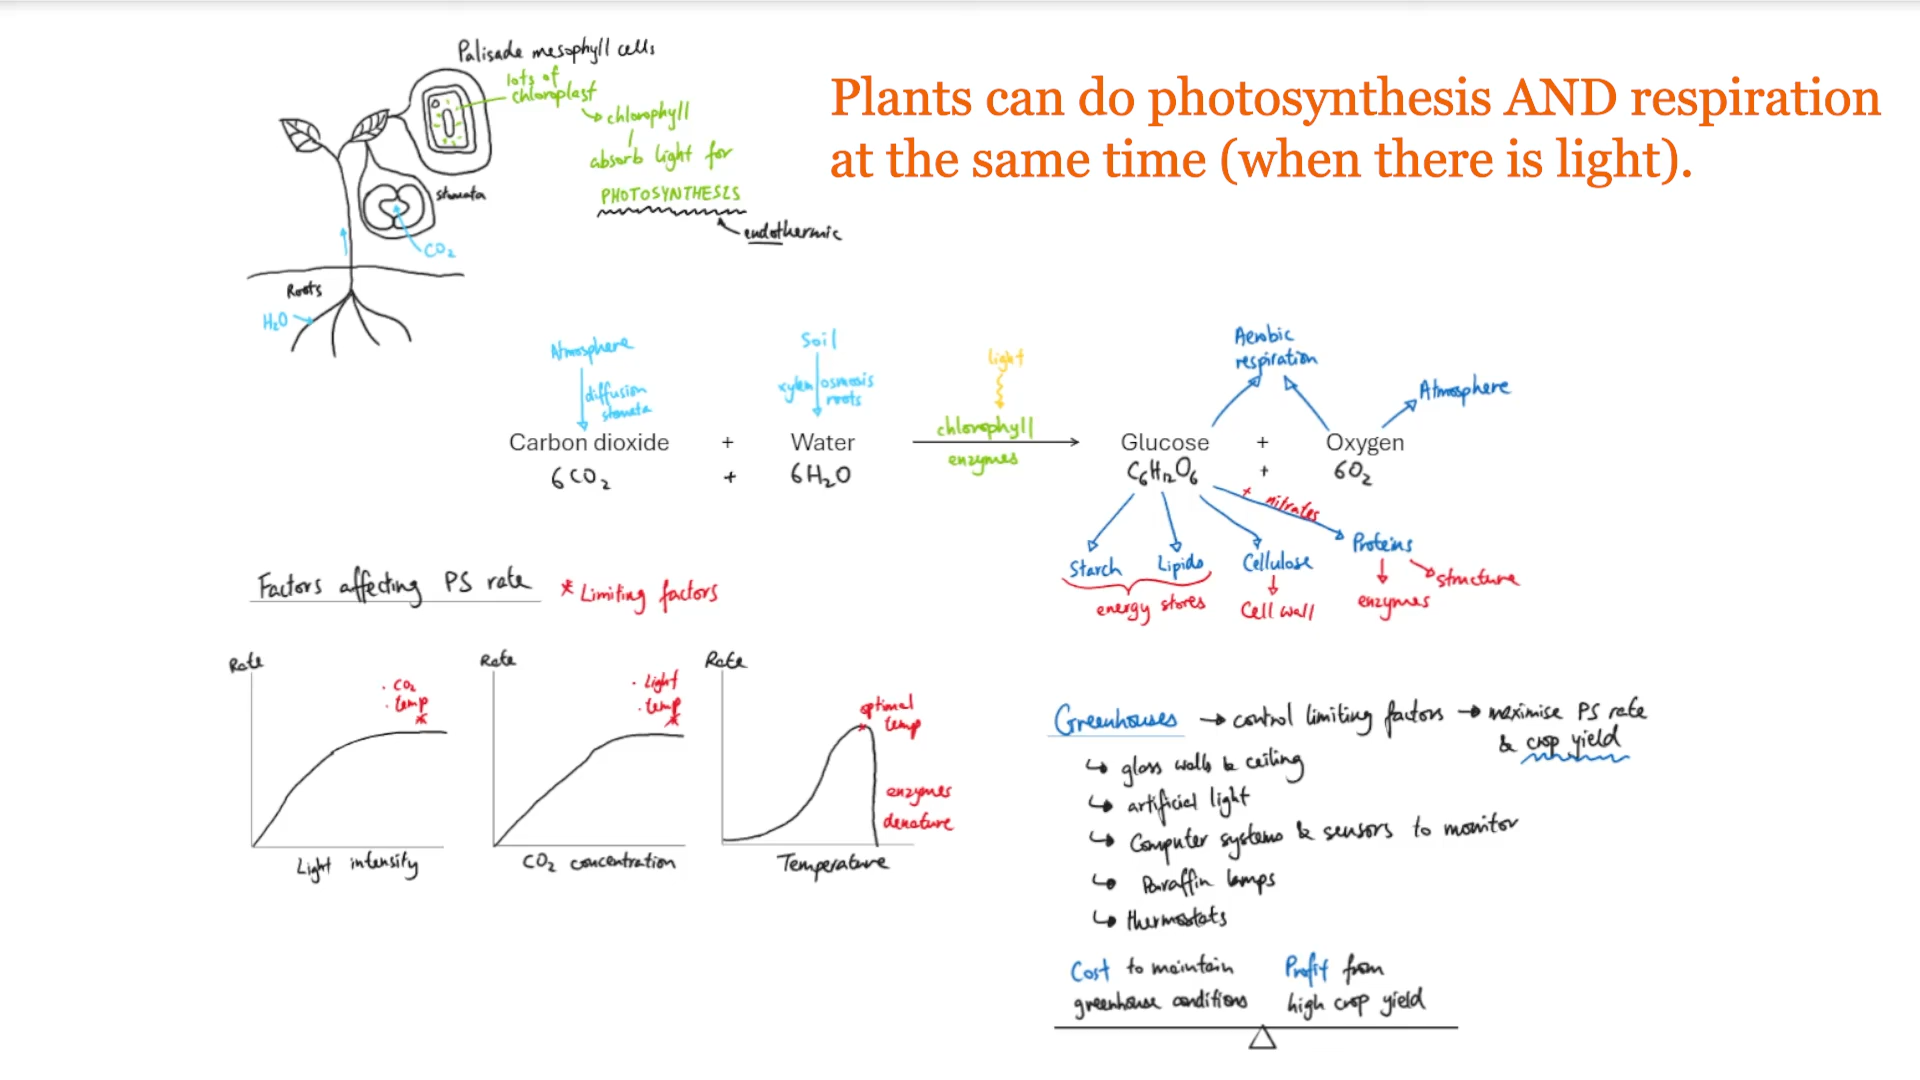 Palisade mesophyll cells
lots of
chloroplast
chlorophyll
absorb light for
PHOTOSYNTHESIS
endothermic
stomata
CO₂
Roots
H₂O
Plants can do photosynthesis AND respiration
at the same time (when there is light).
Atmosphere
diffusion
stomata
Soil
xylem osmosis
roots
light
chlorophyll
enzymes
Aerobic
respiration
Atmosphere
Carbon dioxide + Water Glucose + Oxygen
6CO₂ + 6H₂O C₆H₁₂O₆ + 6O₂
+ nitrates
Starch Lipids Cellulose Proteins
energy stores
cell wall
enzymes
structure
Factors affecting PS rate * Limiting factors
Rate
· CO₂
· temp
*
Light intensity
Rate
· Light
· temp
*
CO₂ concentration
Rate
optimal
temp
enzymes
denature
Temperature
Greenhouses → control limiting factors → maximise PS rate
& crop yield
↳ glass walls & ceiling
↳ artificial light
↳ Computer systems & sensors to monitor
↳ Paraffin lamps
↳ thermostats
Cost to maintain
greenhouse conditions
Profit from
high crop yield